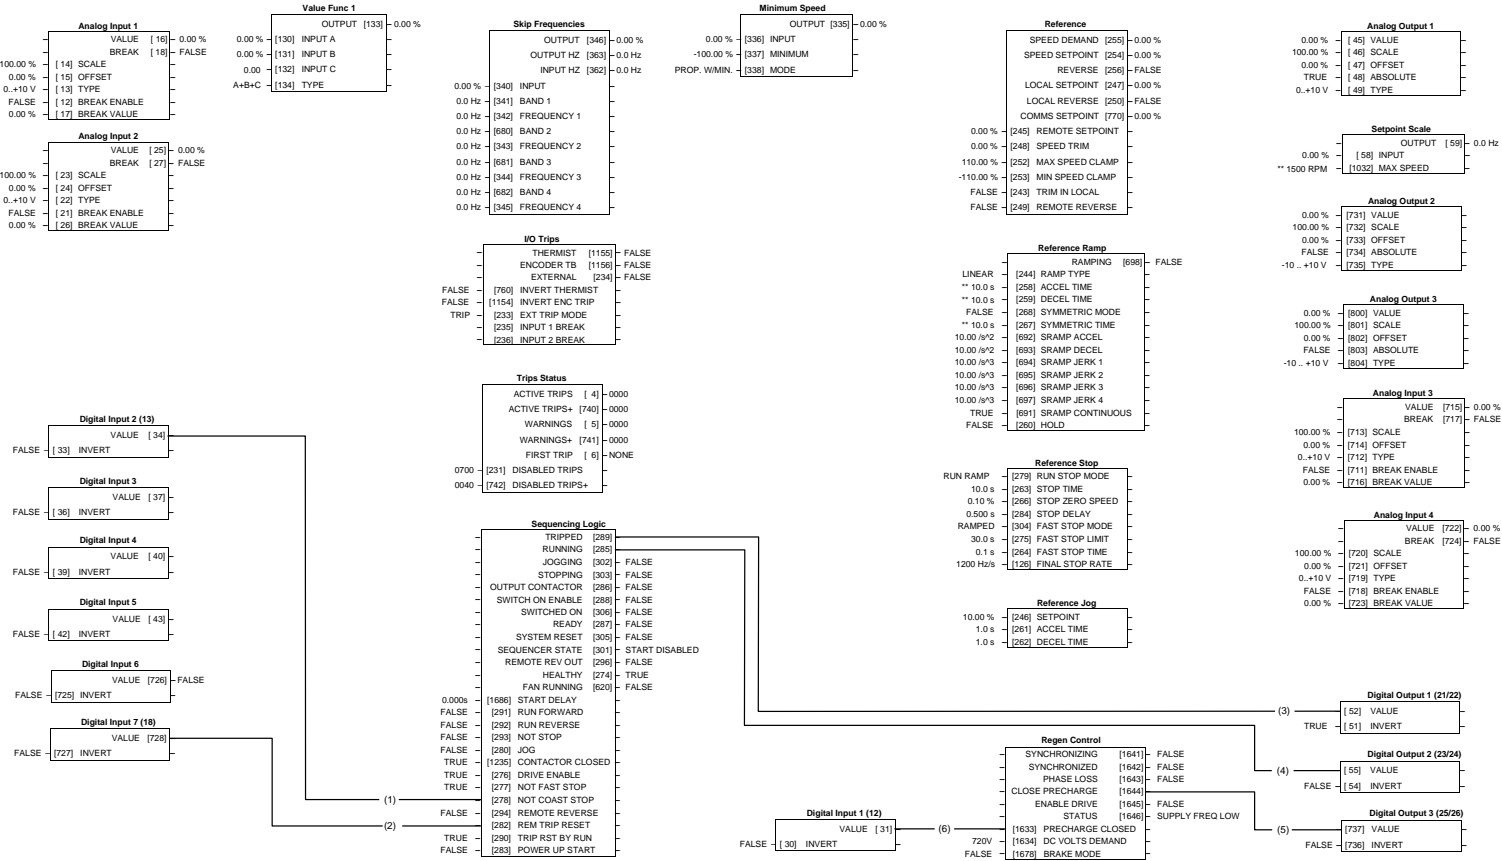 Analog Input 1
VALUE [ 16] 0.00 %
BREAK [ 18] FALSE
100.00 % [ 14] SCALE
0.00 % [ 15] OFFSET
0..+10 V [ 13] TYPE
FALSE [ 12] BREAK ENABLE
0.00 % [ 17] BREAK VALUE
Analog Input 2
VALUE [ 25] 0.00 %
BREAK [ 27] FALSE
100.00 % [ 23] SCALE
0.00 % [ 24] OFFSET
0..+10 V [ 22] TYPE
FALSE [ 21] BREAK ENABLE
0.00 % [ 26] BREAK VALUE
Digital Input 2 (13)
VALUE [ 34]
FALSE [ 33] INVERT
Digital Input 3
VALUE [ 37]
FALSE [ 36] INVERT
Digital Input 4
VALUE [ 40]
FALSE [ 39] INVERT
Digital Input 5
VALUE [ 43]
FALSE [ 42] INVERT
Digital Input 6
VALUE [726] FALSE
FALSE [725] INVERT
Digital Input 7 (18)
VALUE [728]
FALSE [727] INVERT
Value Func 1
OUTPUT [133] 0.00 %
0.00 % [130] INPUT A
0.00 % [131] INPUT B
0.00 [132] INPUT C
A+B+C [134] TYPE
(1)
(2)
Skip Frequencies
OUTPUT [346] 0.00 %
OUTPUT HZ [363] 0.0 Hz
INPUT HZ [362] 0.0 Hz
0.00 % [340] INPUT
0.0 Hz [341] BAND 1
0.0 Hz [342] FREQUENCY 1
0.0 Hz [680] BAND 2
0.0 Hz [343] FREQUENCY 2
0.0 Hz [681] BAND 3
0.0 Hz [344] FREQUENCY 3
0.0 Hz [682] BAND 4
0.0 Hz [345] FREQUENCY 4
I/O Trips
THERMIST [1155] FALSE
ENCODER TB [1156] FALSE
EXTERNAL [234] FALSE
FALSE [760] INVERT THERMIST
FALSE [1154] INVERT ENC TRIP
TRIP [233] EXT TRIP MODE
[235] INPUT 1 BREAK
[236] INPUT 2 BREAK
Trips Status
ACTIVE TRIPS [ 4] 0000
ACTIVE TRIPS+ [740] 0000
WARNINGS [ 5] 0000
WARNINGS+ [741] 0000
FIRST TRIP [ 6] NONE
0700 [231] DISABLED TRIPS
0040 [742] DISABLED TRIPS+
Sequencing Logic
TRIPPED [289]
RUNNING [285]
JOGGING [302] FALSE
STOPPING [303] FALSE
OUTPUT CONTACTOR [286] FALSE
SWITCH ON ENABLE [288] FALSE
SWITCHED ON [306] FALSE
READY [287] FALSE
SYSTEM RESET [305] FALSE
SEQUENCER STATE [301] START DISABLED
REMOTE REV OUT [296] FALSE
HEALTHY [274] TRUE
FAN RUNNING [620] FALSE
0.000s [1686] START DELAY
FALSE [291] RUN FORWARD
FALSE [292] RUN REVERSE
FALSE [293] NOT STOP
FALSE [280] JOG
TRUE [1235] CONTACTOR CLOSED
TRUE [276] DRIVE ENABLE
TRUE [277] NOT FAST STOP
[278] NOT COAST STOP
FALSE [294] REMOTE REVERSE
[282] REM TRIP RESET
TRUE [290] TRIP RST BY RUN
FALSE [283] POWER UP START
Minimum Speed
OUTPUT [335] 0.00 %
0.00 % [336] INPUT
-100.00 % [337] MINIMUM
PROP. W/MIN. [338] MODE
Reference
SPEED DEMAND [255] 0.00 %
SPEED SETPOINT [254] 0.00 %
REVERSE [256] FALSE
LOCAL SETPOINT [247] 0.00 %
LOCAL REVERSE [250] FALSE
COMMS SETPOINT [770] 0.00 %
0.00 % [245] REMOTE SETPOINT
0.00 % [248] SPEED TRIM
110.00 % [252] MAX SPEED CLAMP
-110.00 % [253] MIN SPEED CLAMP
FALSE [243] TRIM IN LOCAL
FALSE [249] REMOTE REVERSE
Reference Ramp
RAMPING [698] FALSE
LINEAR [244] RAMP TYPE
** 10.0 s [258] ACCEL TIME
** 10.0 s [259] DECEL TIME
FALSE [268] SYMMETRIC MODE
** 10.0 s [267] SYMMETRIC TIME
10.00 /s^2 [692] SRAMP ACCEL
10.00 /s^2 [693] SRAMP DECEL
10.00 /s^3 [694] SRAMP JERK 1
10.00 /s^3 [695] SRAMP JERK 2
10.00 /s^3 [696] SRAMP JERK 3
10.00 /s^3 [697] SRAMP JERK 4
TRUE [691] SRAMP CONTINUOUS
FALSE [260] HOLD
Reference Stop
RUN RAMP [279] RUN STOP MODE
10.0 s [263] STOP TIME
0.10 % [266] STOP ZERO SPEED
0.500 s [284] STOP DELAY
RAMPED [304] FAST STOP MODE
30.0 s [275] FAST STOP LIMIT
0.1 s [264] FAST STOP TIME
1200 Hz/s [126] FINAL STOP RATE
Reference Jog
10.00 % [246] SETPOINT
1.0 s [261] ACCEL TIME
1.0 s [262] DECEL TIME
Regen Control
SYNCHRONIZING [1641] FALSE
SYNCHRONIZED [1642] FALSE
PHASE LOSS [1643] FALSE
CLOSE PRECHARGE [1644]
ENABLE DRIVE [1645] FALSE
STATUS [1646] SUPPLY FREQ LOW
[1633] PRECHARGE CLOSED
720V [1634] DC VOLTS DEMAND
FALSE [1678] BRAKE MODE
Digital Input 1 (12)
VALUE [ 31]
FALSE [ 30] INVERT
(6)
(3)
(4)
(5)
Analog Output 1
0.00 % [ 45] VALUE
100.00 % [ 46] SCALE
0.00 % [ 47] OFFSET
TRUE [ 48] ABSOLUTE
0..+10 V [ 49] TYPE
Setpoint Scale
OUTPUT [ 59] 0.0 Hz
0.00 % [ 58] INPUT
** 1500 RPM [1032] MAX SPEED
Analog Output 2
0.00 % [731] VALUE
100.00 % [732] SCALE
0.00 % [733] OFFSET
FALSE [734] ABSOLUTE
-10 .. +10 V [735] TYPE
Analog Output 3
0.00 % [800] VALUE
100.00 % [801] SCALE
0.00 % [802] OFFSET
FALSE [803] ABSOLUTE
-10 .. +10 V [804] TYPE
Analog Input 3
VALUE [715] 0.00 %
BREAK [717] FALSE
100.00 % [713] SCALE
0.00 % [714] OFFSET
0..+10 V [712] TYPE
FALSE [711] BREAK ENABLE
0.00 % [716] BREAK VALUE
Analog Input 4
VALUE [722] 0.00 %
BREAK [724] FALSE
100.00 % [720] SCALE
0.00 % [721] OFFSET
0..+10 V [719] TYPE
FALSE [718] BREAK ENABLE
0.00 % [723] BREAK VALUE
Digital Output 1 (21/22)
[ 52] VALUE
TRUE [ 51] INVERT
Digital Output 2 (23/24)
[ 55] VALUE
FALSE [ 54] INVERT
Digital Output 3 (25/26)
[737] VALUE
FALSE [736] INVERT